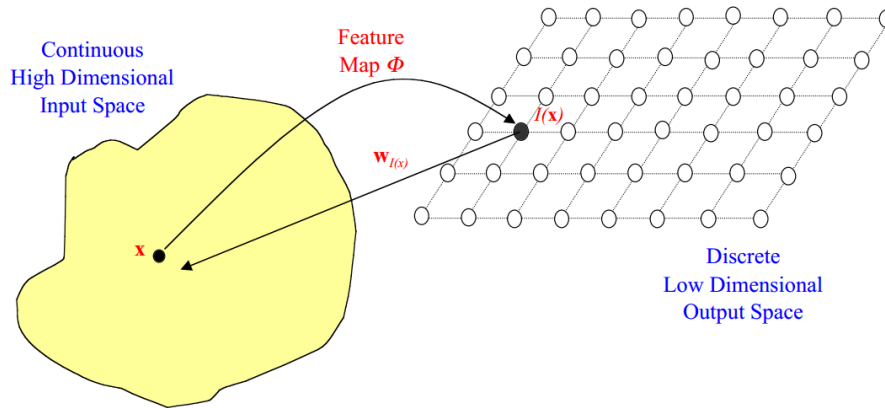 Continuous
High Dimensional
Input Space
Feature
Map Φ
I(x)
w_I(x)
x
Discrete
Low Dimensional
Output Space